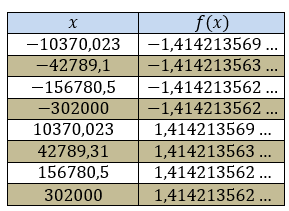 x f(x)
−10370,023 −1,414213569 ...
−42789,1 −1,414213563 ...
−156780,5 −1,414213562 ...
−302000 −1,414213562 ...
10370,023 1,414213569 ...
42789,31 1,414213563 ...
156780,5 1,414213562 ...
302000 1,414213562 ...